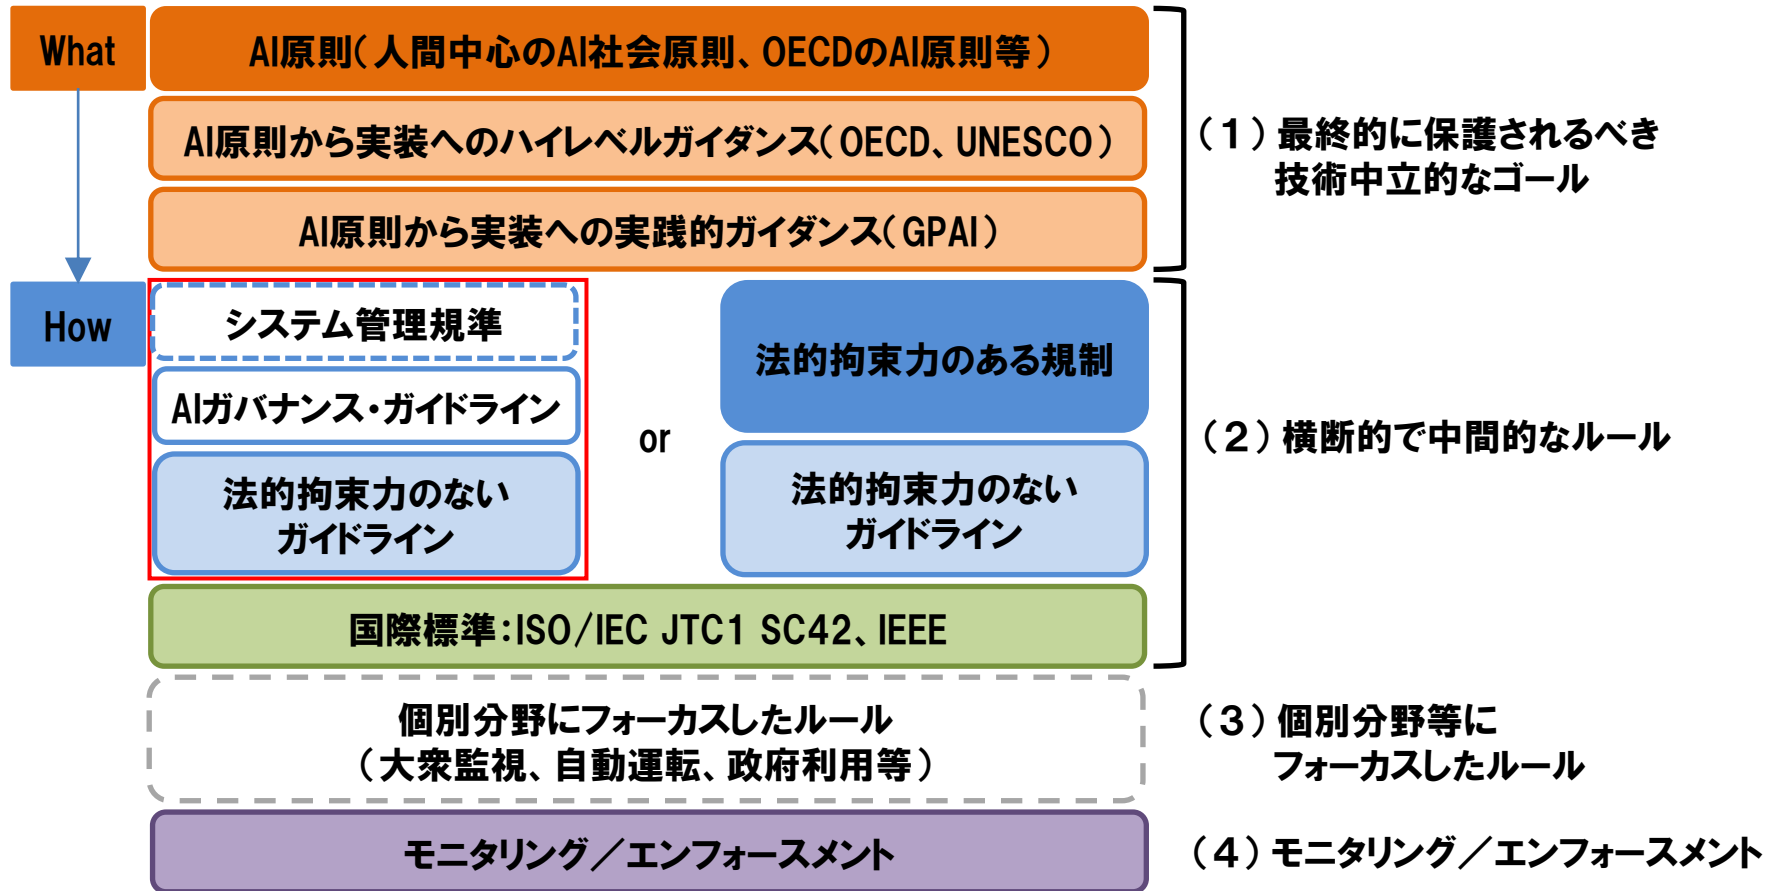 What
AI原則(人間中心のAI社会原則、OECDのAI原則等)
AI原則から実装へのハイレベルガイダンス(OECD、UNESCO)
AI原則から実装への実践的ガイダンス(GPAI)
(1)最終的に保護されるべき
技術中立的なゴール
How
システム管理規準
AIガバナンス・ガイドライン
法的拘束力のない
ガイドライン
or
法的拘束力のある規制
法的拘束力のない
ガイドライン
国際標準:ISO/IEC JTC1 SC42、IEEE
(2)横断的で中間的なルール
個別分野にフォーカスしたルール
(大衆監視、自動運転、政府利用等)
(3)個別分野等に
フォーカスしたルール
モニタリング/エンフォースメント
(4)モニタリング/エンフォースメント